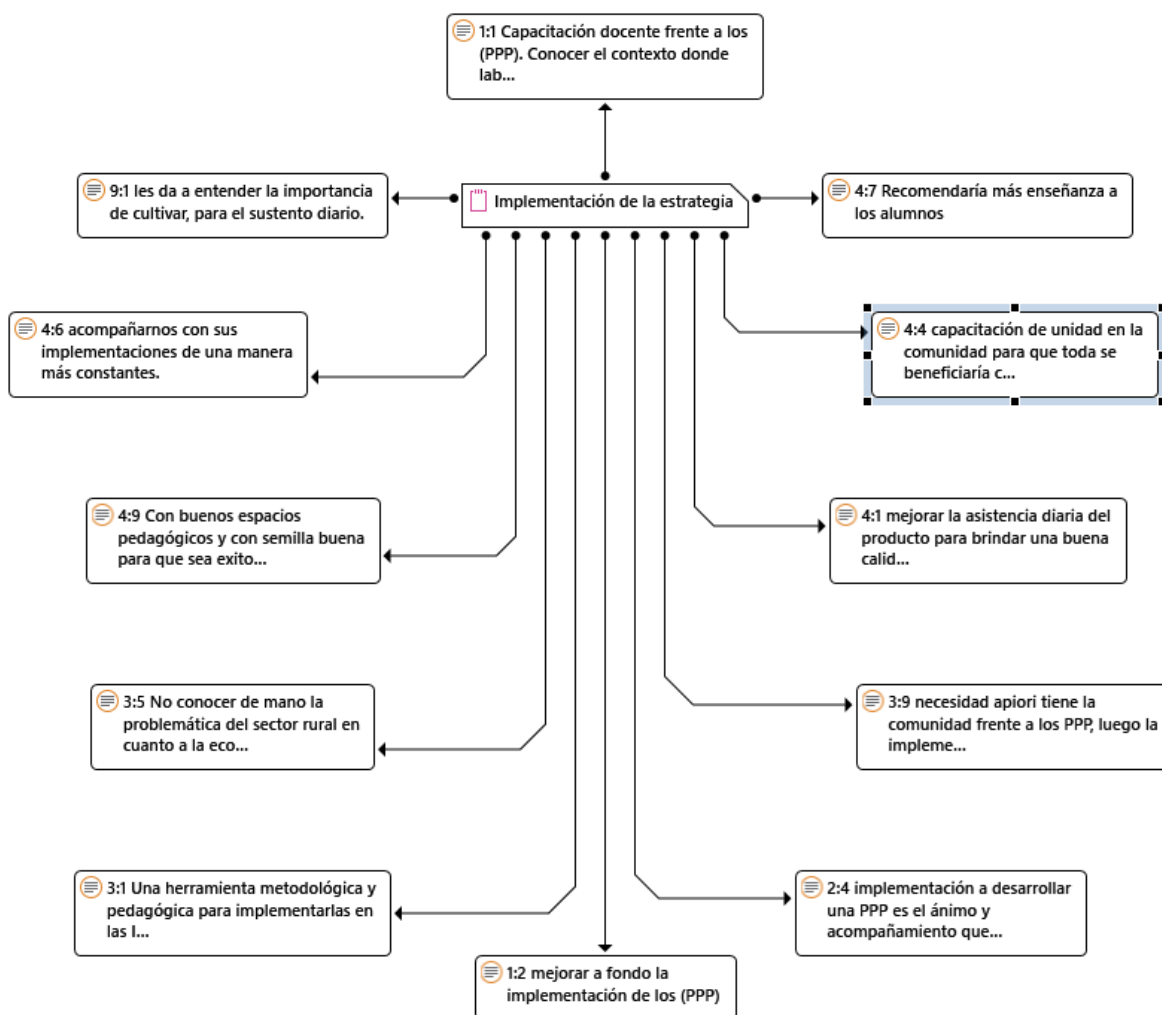 1:1 Capacitación docente frente a los
(PPP). Conocer el contexto donde
lab...
9:1 les da a entender la importancia
de cultivar, para el sustento diario.
Implementación de la estrategia
4:7 Recomendaría más enseñanza a
los alumnos
4:6 acompañarnos con sus
implementaciones de una manera
más constantes.
4:4 capacitación de unidad en la
comunidad para que toda se
beneficiaría c...
4:9 Con buenos espacios
pedagógicos y con semilla buena
para que sea exito...
4:1 mejorar la asistencia diaria del
producto para brindar una buena
calid...
3:5 No conocer de mano la
problemática del sector rural en
cuanto a la eco...
3:9 necesidad apiori tiene la
comunidad frente a los PPP, luego la
impleme...
3:1 Una herramienta metodológica y
pedagógica para implementarlas en
las I...
2:4 implementación a desarrollar
una PPP es el ánimo y
acompañamiento que...
1:2 mejorar a fondo la
implementación de los (PPP)